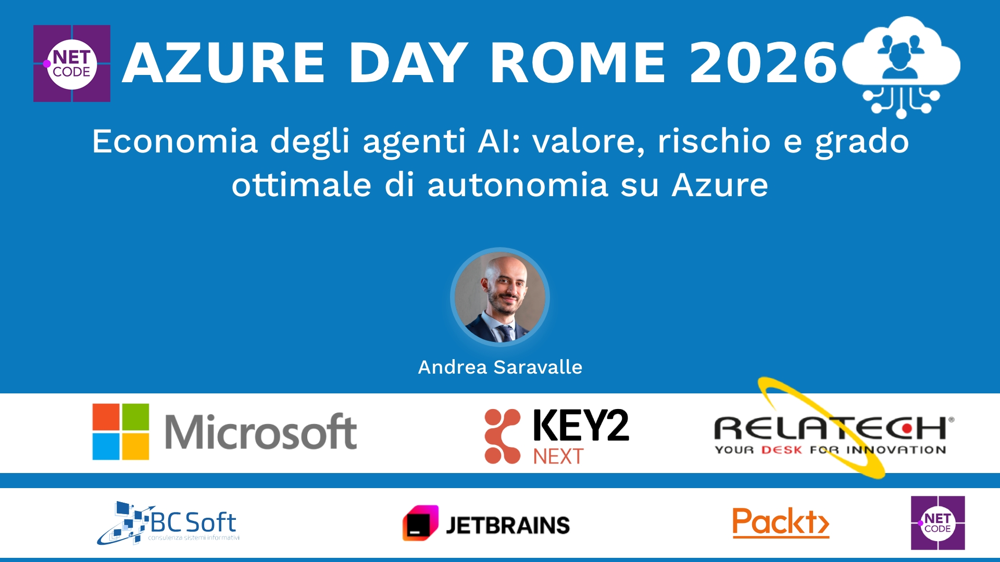 NET
CODE
AZURE DAY ROME 2026
Economia degli agenti AI: valore, rischio e grado
ottimale di autonomia su Azure
Andrea Saravalle
Microsoft
KEY2
NEXT
RELATECH®
YOUR DESK FOR INNOVATION
BC Soft
consulenza sistemi informativi
JETBRAINS
Packt
NET
CODE